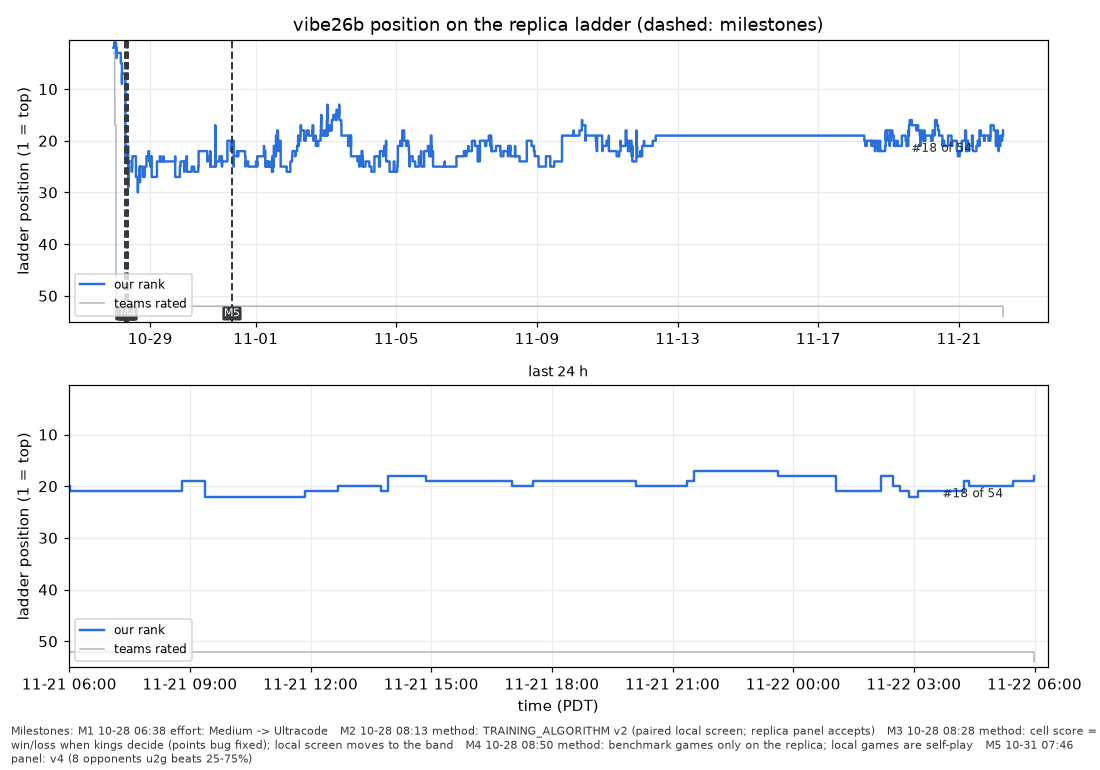 vibe26b position on the replica ladder (dashed: milestones)
ladder position (1 = top)
10
20
30
40
50
#18 of 54
our rank
teams rated
M4
M5
10-29
11-01
11-05
11-09
11-13
11-17
11-21
last 24 h
ladder position (1 = top)
10
20
30
40
50
#18 of 54
our rank
teams rated
11-21 06:00
11-21 09:00
11-21 12:00
11-21 15:00
11-21 18:00
11-21 21:00
11-22 00:00
11-22 03:00
11-22 06:00
time (PDT)
Milestones: M1 10-28 06:38 effort: Medium -> Ultracode   M2 10-28 08:13 method: TRAINING_ALGORITHM v2 (paired local screen; replica panel accepts)   M3 10-28 08:28 method: cell score =
win/loss when kings decide (points bug fixed); local screen moves to the band   M4 10-28 08:50 method: benchmark games only on the replica; local games are self-play   M5 10-31 07:46
panel: v4 (8 opponents u2g beats 25-75%)